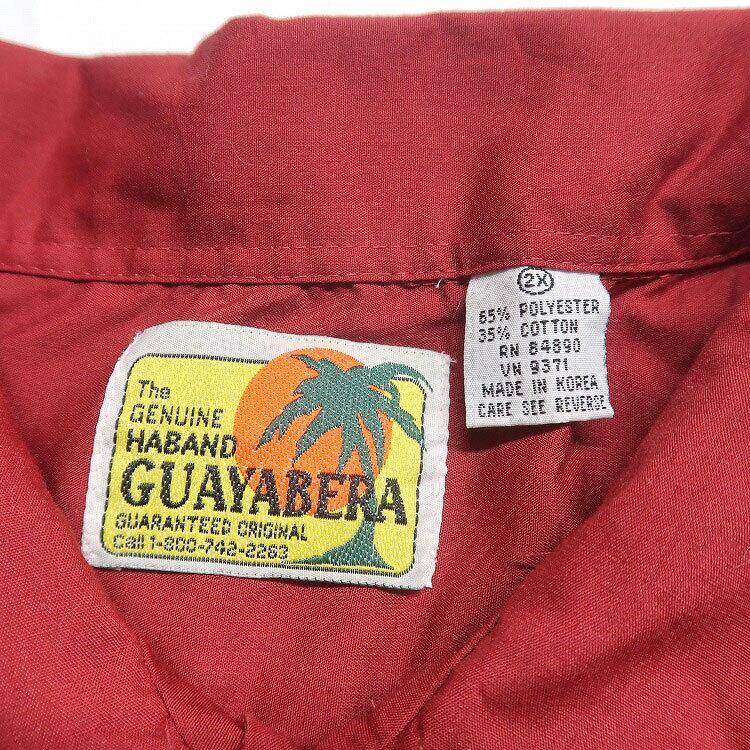 The
GENUINE
HABAND
GUAYABERA
GUARANTEED ORIGINAL
Call 1-800-742-2263
2X
65% POLYESTER
35% COTTON
RN 84890
VN 9371
MADE IN KOREA
CARE SEE REVERSE